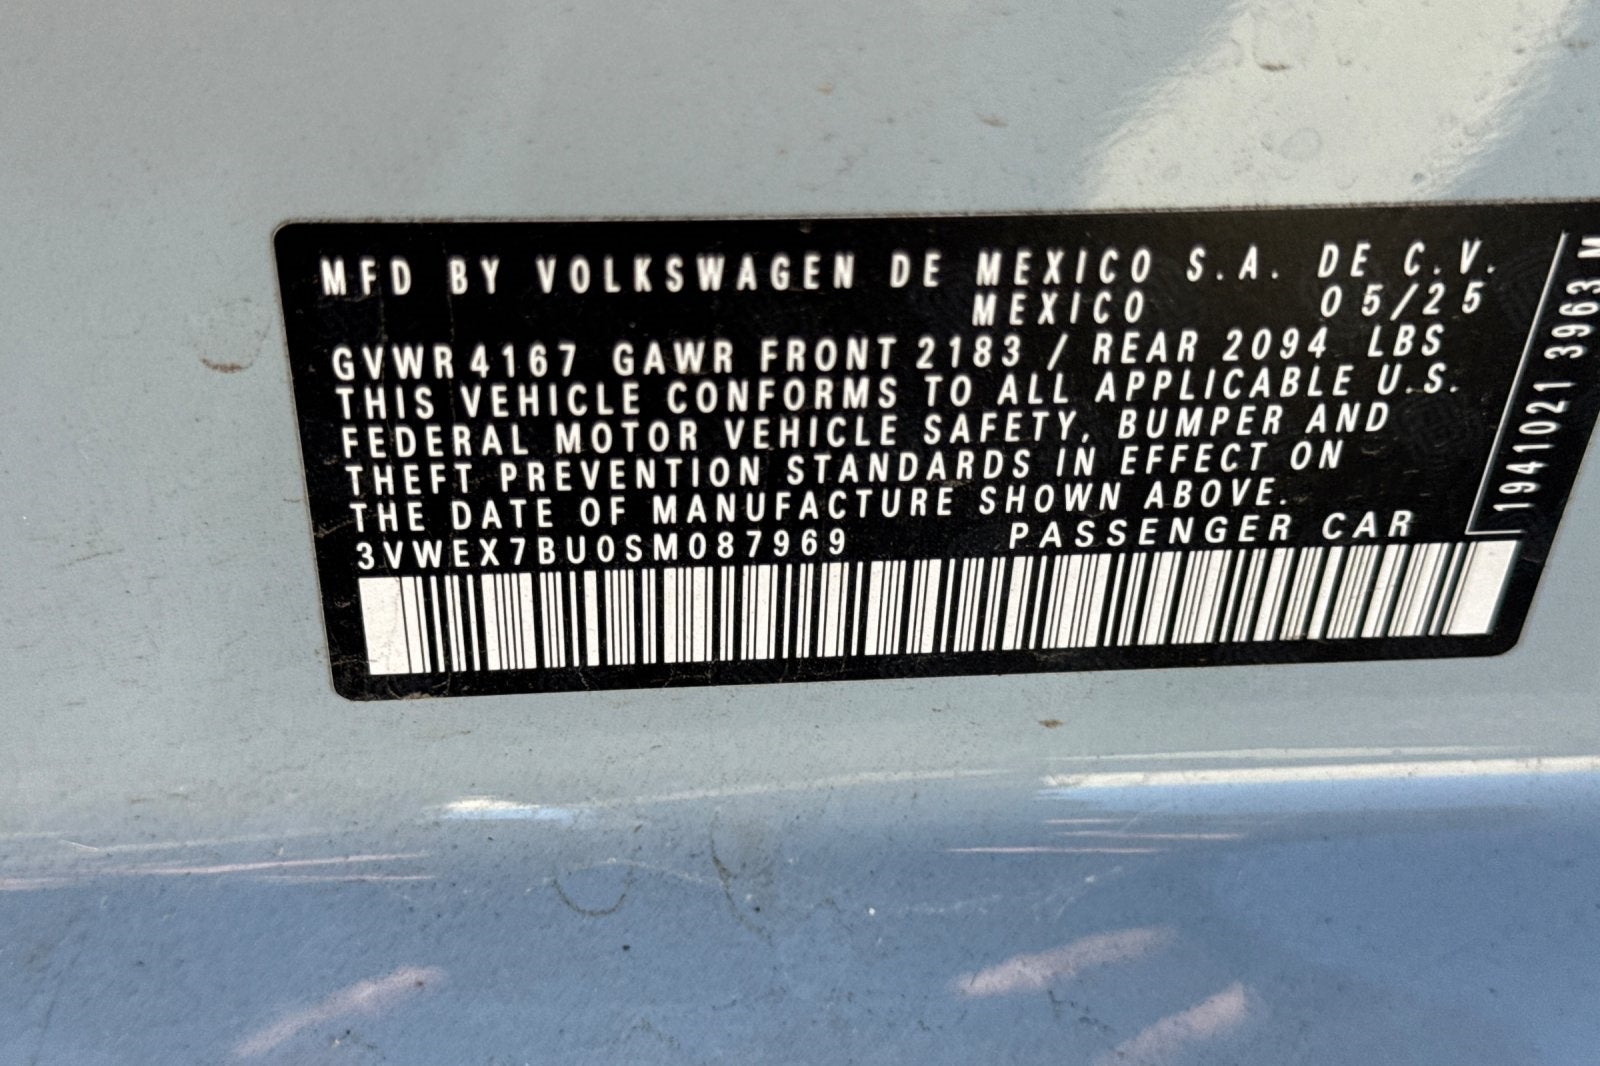 MFD BY VOLKSWAGEN DE MEXICO S.A. DE C.V.
MEXICO 05/25
GVWR 4167 GAWR FRONT 2183 / REAR 2094 LBS
THIS VEHICLE CONFORMS TO ALL APPLICABLE U.S.
FEDERAL MOTOR VEHICLE SAFETY, BUMPER AND
THEFT PREVENTION STANDARDS IN EFFECT ON
THE DATE OF MANUFACTURE SHOWN ABOVE.
3VWEX7BU0SM087969 PASSENGER CAR
1941021 3963